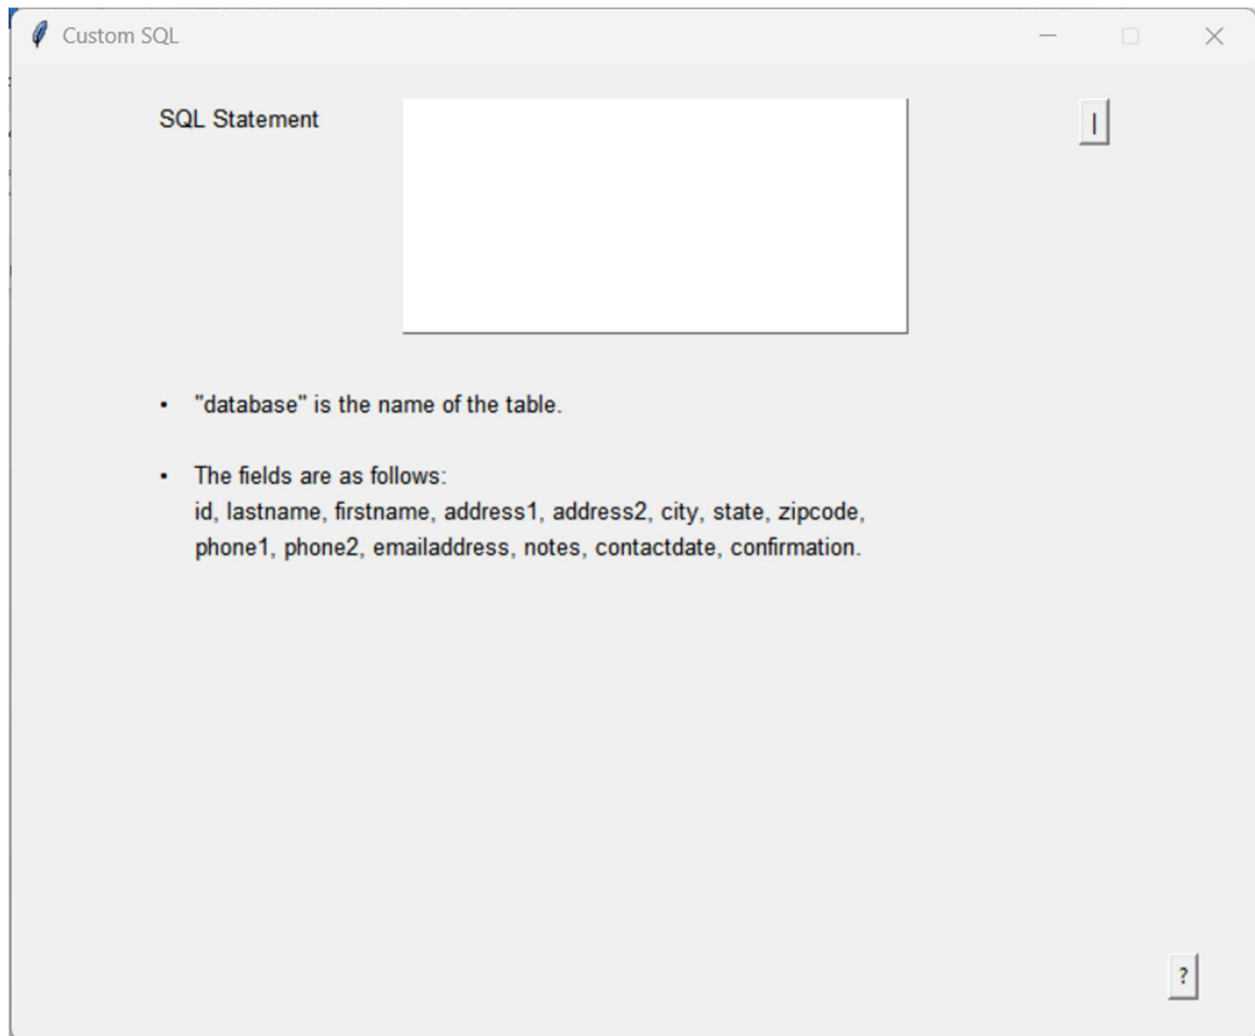 Custom SQL
SQL Statement
|
• "database" is the name of the table.
• The fields are as follows:
id, lastname, firstname, address1, address2, city, state, zipcode,
phone1, phone2, emailaddress, notes, contactdate, confirmation.
?